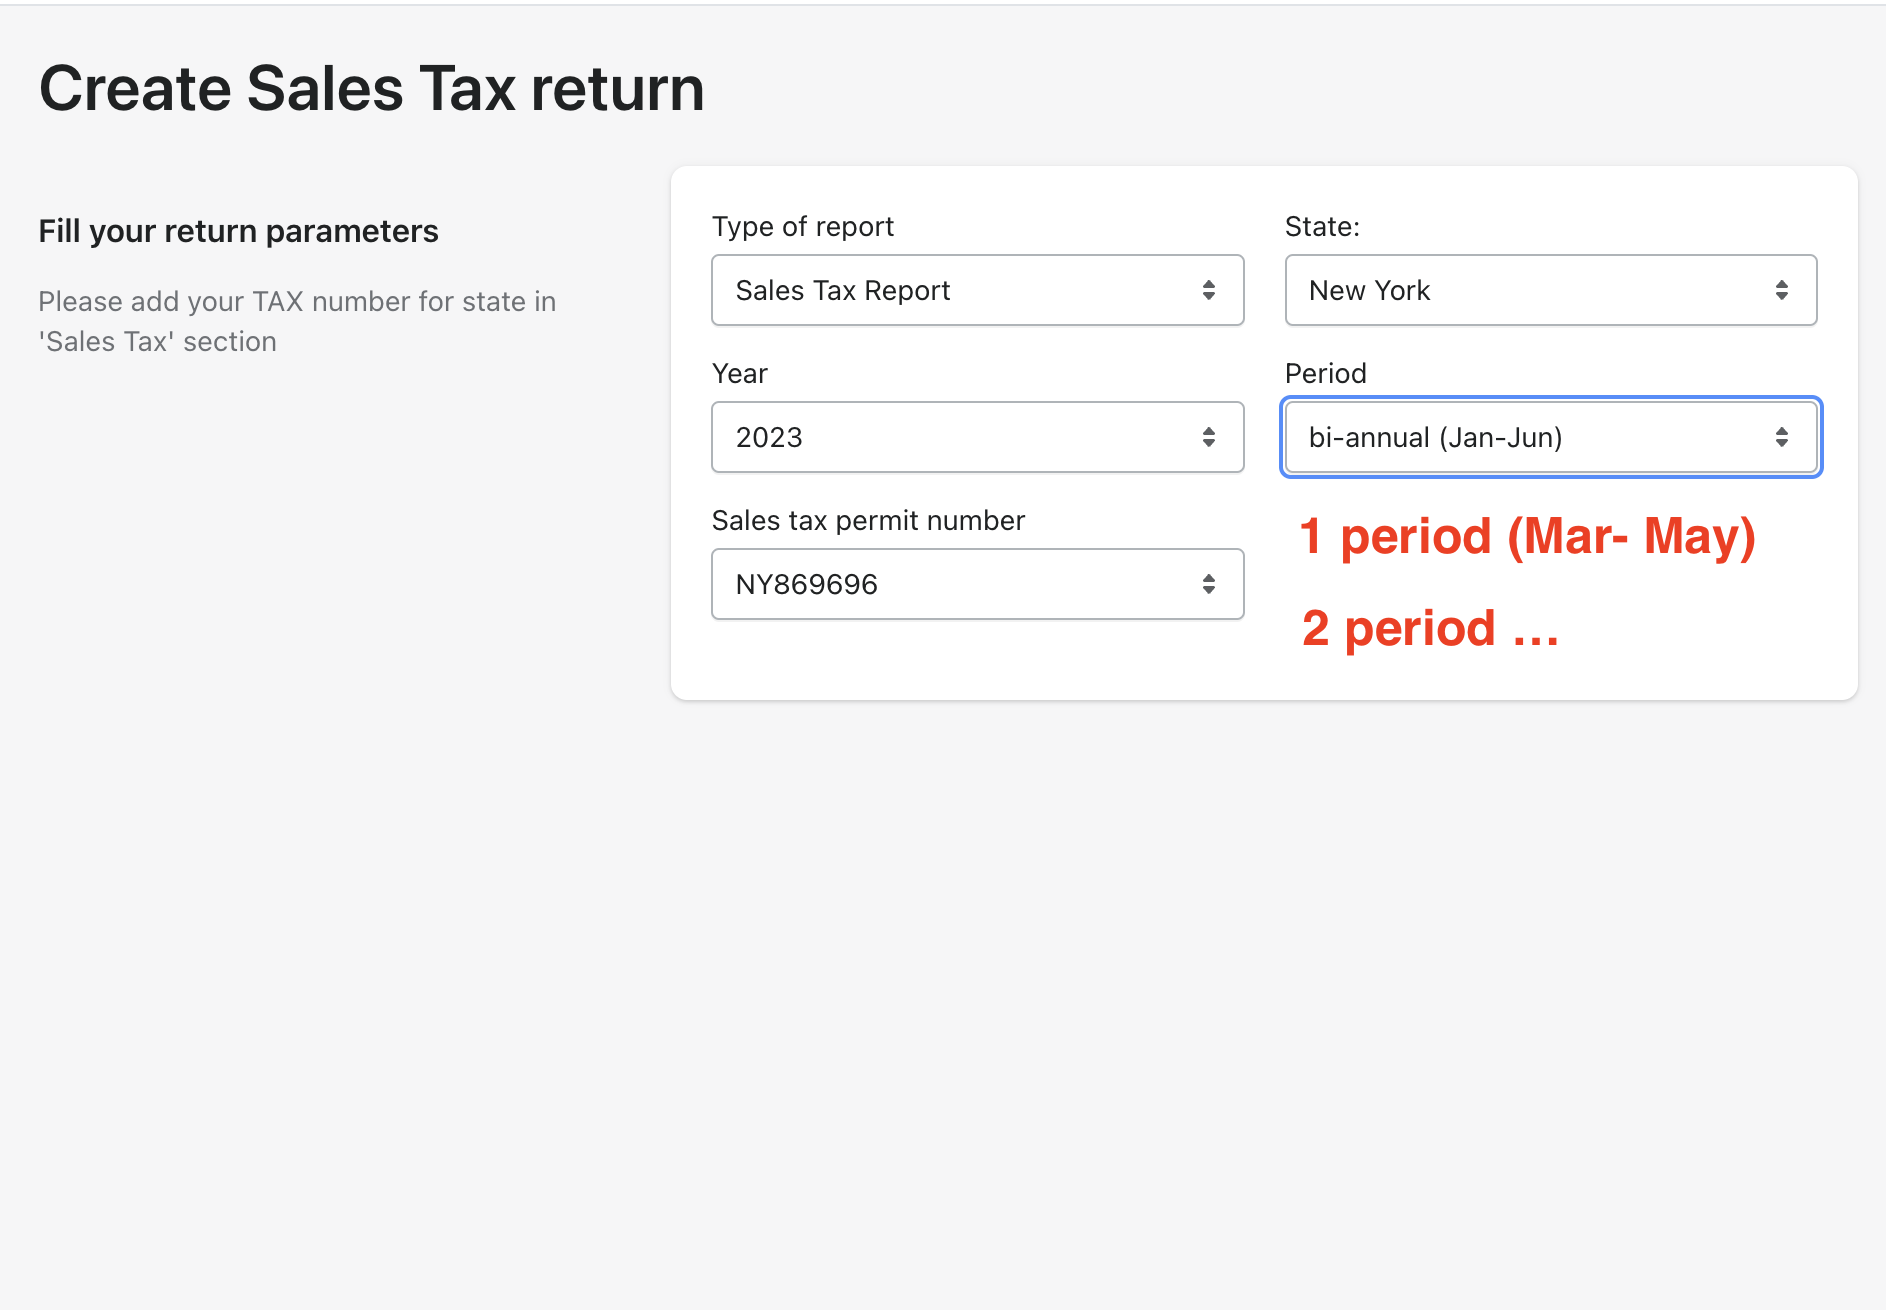 Create Sales Tax return
Fill your return parameters
Please add your TAX number for state in
'Sales Tax' section
Type of report
Sales Tax Report
State:
New York
Year
2023
Period
bi-annual (Jan-Jun)
Sales tax permit number
NY869696
1 period (Mar- May)
2 period ...